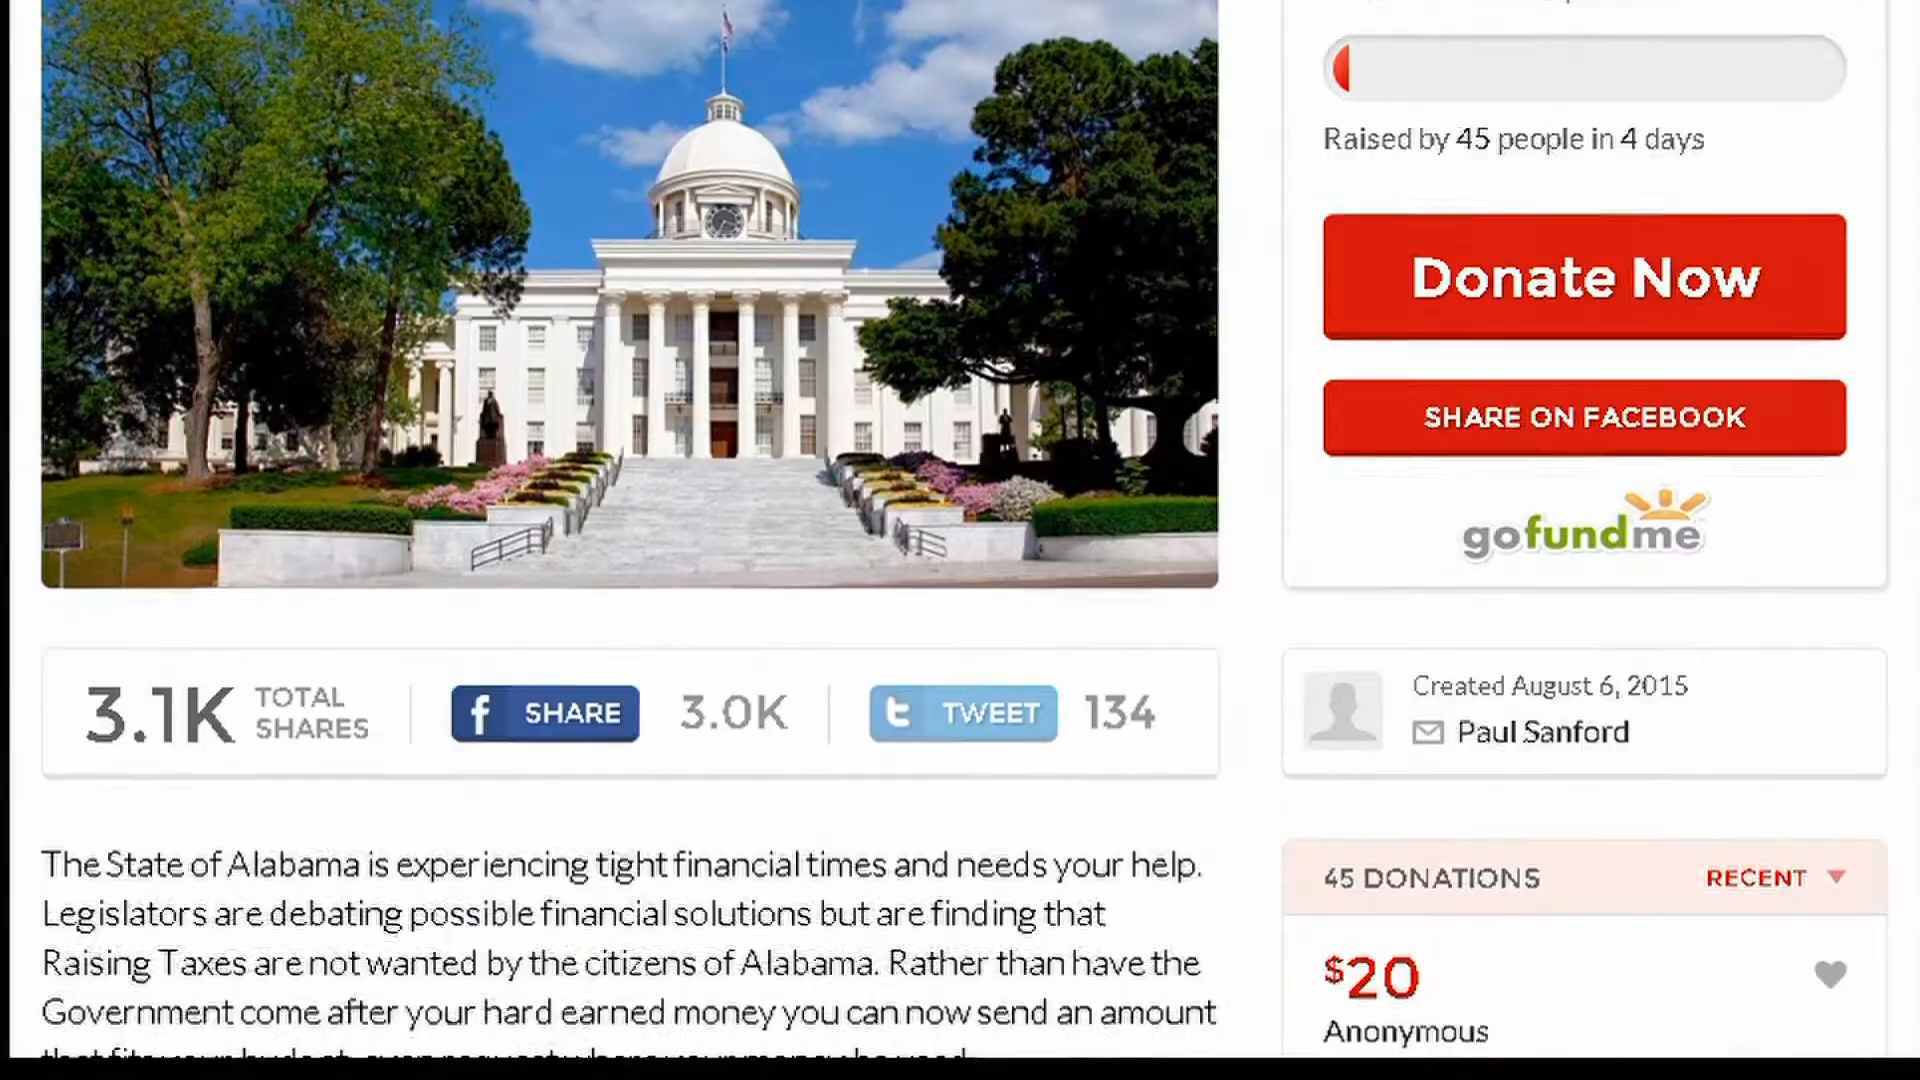 Raised by 45 people in 4 days
Donate Now
SHARE ON FACEBOOK
gofundme
3.1K TOTAL SHARES
f SHARE 3.0K
t TWEET 134
Created August 6, 2015
Paul Sanford
The State of Alabama is experiencing tight financial times and needs your help.
Legislators are debating possible financial solutions but are finding that
Raising Taxes are not wanted by the citizens of Alabama. Rather than have the
Government come after your hard earned money you can now send an amount
45 DONATIONS RECENT
$20
Anonymous